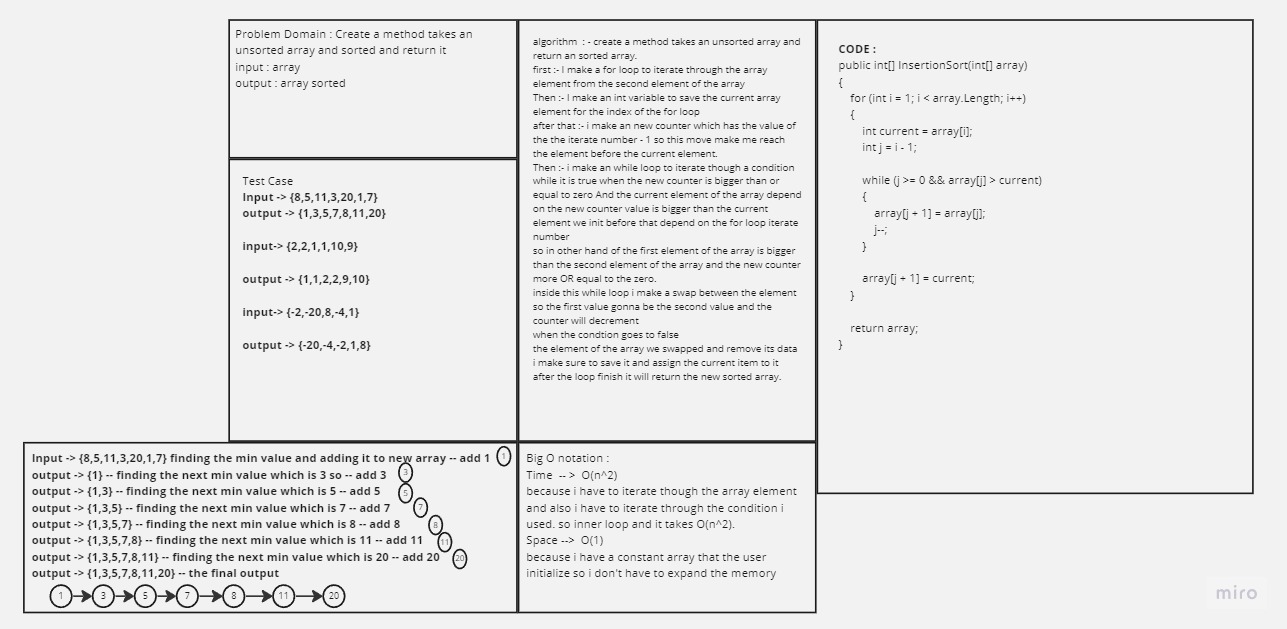 Problem Domain : Create a method takes an
unsorted array and sorted and return it
input : array
output : array sorted
Test Case
Input -> {8,5,11,3,20,1,7}
output -> {1,3,5,7,8,11,20}
input-> {2,2,1,1,10,9}
output -> {1,1,2,2,9,10}
input-> {-2,-20,8,-4,1}
output -> {-20,-4,-2,1,8}
algorithm : - create a method takes an unsorted array and
return an sorted array.
first :- I make a for loop to iterate through the array
element from the second element of the array
Then :- I make an int variable to save the current array
element for the index of the for loop
after that :- i make an new counter which has the value of
the the iterate number - 1 so this move make me reach
the element before the current element.
Then :- i make an while loop to iterate though a condition
while it is true when the new counter is bigger than or
equal to zero And the current element of the array depend
on the new counter value is bigger than the current
element we init before that depend on the for loop iterate
number
so in other hand of the first element of the array is bigger
than the second element of the array and the new counter
more OR equal to the zero.
inside this while loop i make a swap between the element
so the first value gonna be the second value and the
counter will decrement
when the condtion goes to false
the element of the array we swapped and remove its data
i make sure to save it and assign the current item to it
after the loop finish it will return the new sorted array.
CODE :
public int[] InsertionSort(int[] array)
{
for (int i = 1; i < array.Length; i++)
{
int current = array[i];
int j = i - 1;
while (j >= 0 && array[j] > current)
{
array[j + 1] = array[j];
j--;
}
array[j + 1] = current;
}
return array;
}
Input -> {8,5,11,3,20,1,7} finding the min value and adding it to new array -- add 1 1
output -> {1} -- finding the next min value which is 3 so -- add 3 3
output -> {1,3} -- finding the next min value which is 5 -- add 5 5
output -> {1,3,5} -- finding the next min value which is 7 -- add 7 7
output -> {1,3,5,7} -- finding the next min value which is 8 -- add 8 8
output -> {1,3,5,7,8} -- finding the next min value which is 11 -- add 11 11
output -> {1,3,5,7,8,11} -- finding the next min value which is 20 -- add 20 20
output -> {1,3,5,7,8,11,20} -- the final output
1 3 5 7 8 11 20
Big O notation :
Time -- > O(n^2)
because i have to iterate though the array element
and also i have to iterate through the condition i
used. so inner loop and it takes O(n^2).
Space --> O(1)
because i have a constant array that the user
initialize so i don't have to expand the memory
miro